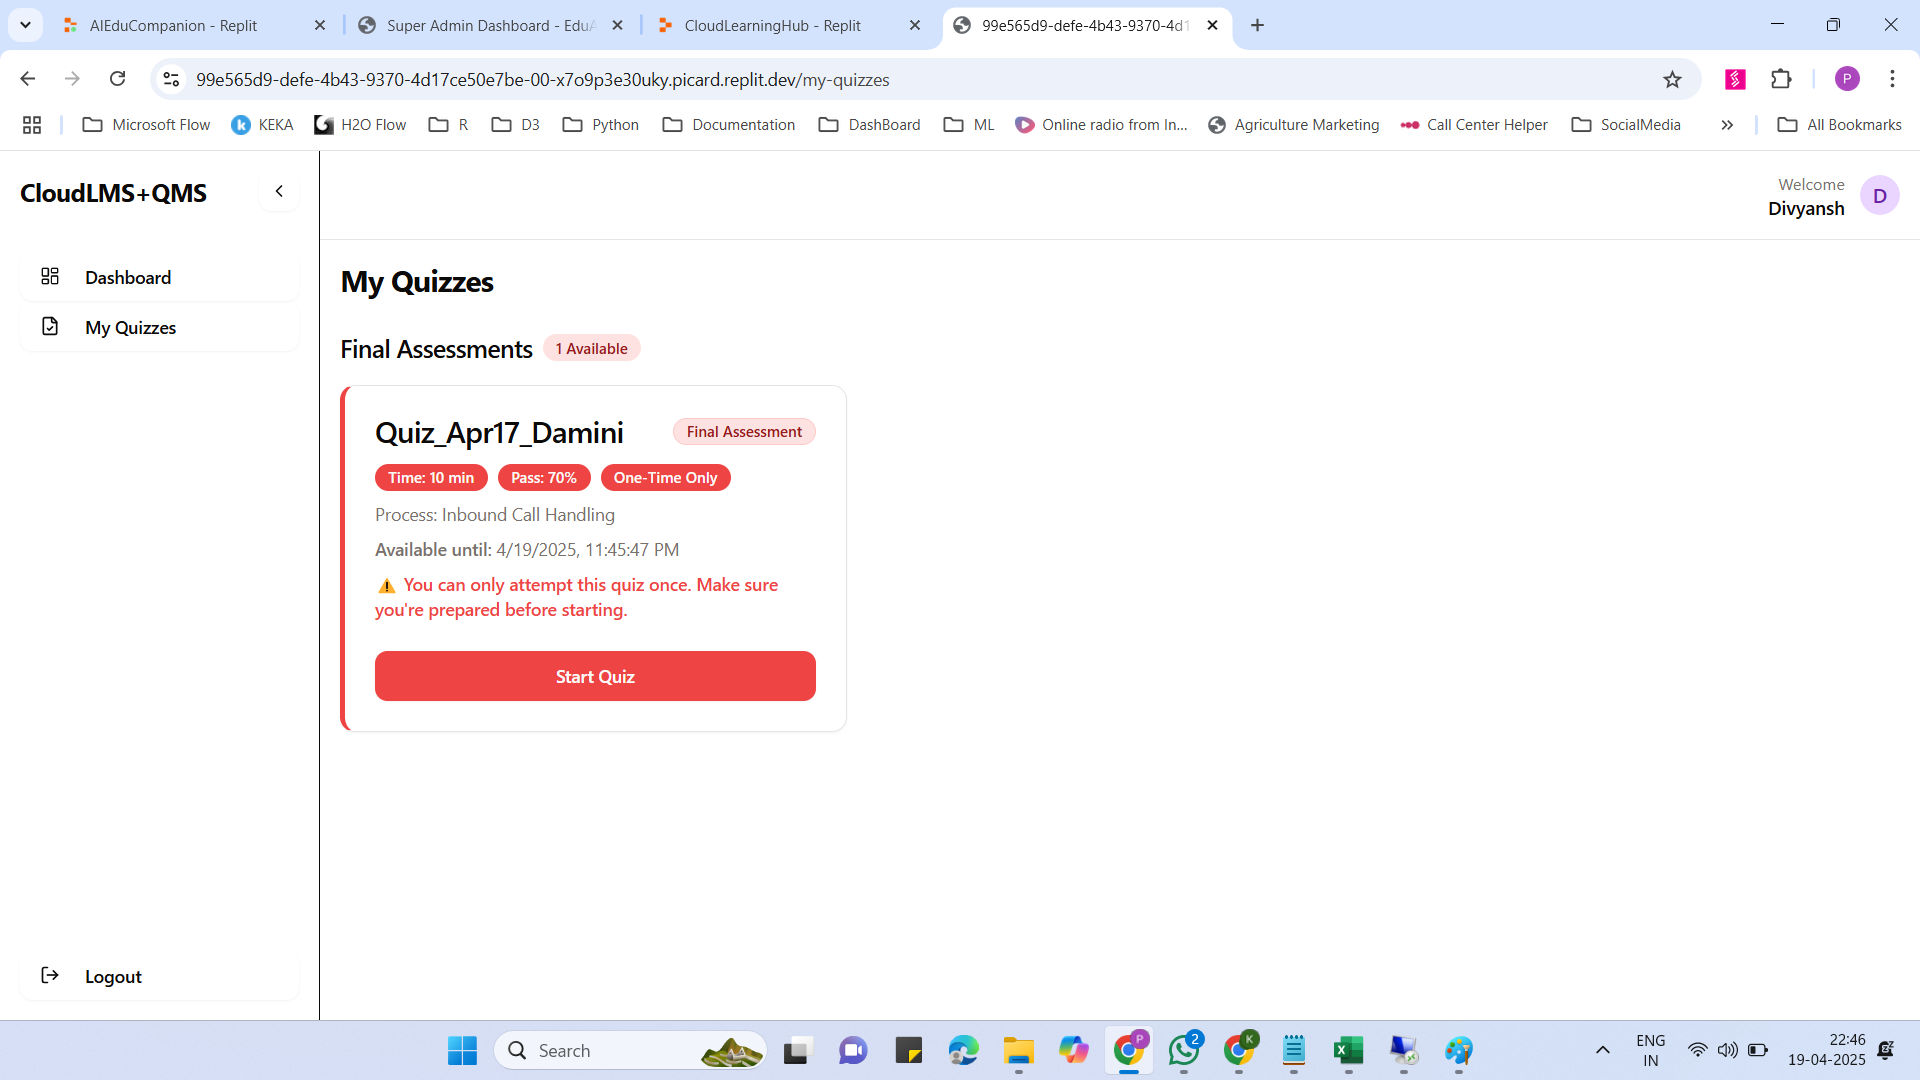 AIEduCompanion - Replit
Super Admin Dashboard - EduA
CloudLearningHub - Replit
99e565d9-defe-4b43-9370-4d1
99e565d9-defe-4b43-9370-4d17ce50e7be-00-x7o9p3e30uky.picard.replit.dev/my-quizzes
P
Microsoft Flow
KEKA
H2O Flow
R
D3
Python
Documentation
DashBoard
ML
Online radio from In...
Agriculture Marketing
Call Center Helper
SocialMedia
All Bookmarks
CloudLMS+QMS
Welcome
Divyansh
D
Dashboard
My Quizzes
Logout
My Quizzes
Final Assessments
1 Available
Quiz_Apr17_Damini
Final Assessment
Time: 10 min
Pass: 70%
One-Time Only
Process: Inbound Call Handling
Available until: 4/19/2025, 11:45:47 PM
⚠️ You can only attempt this quiz once. Make sure
you're prepared before starting.
Start Quiz
Search
P
2
K
ENG
IN
22:46
19-04-2025